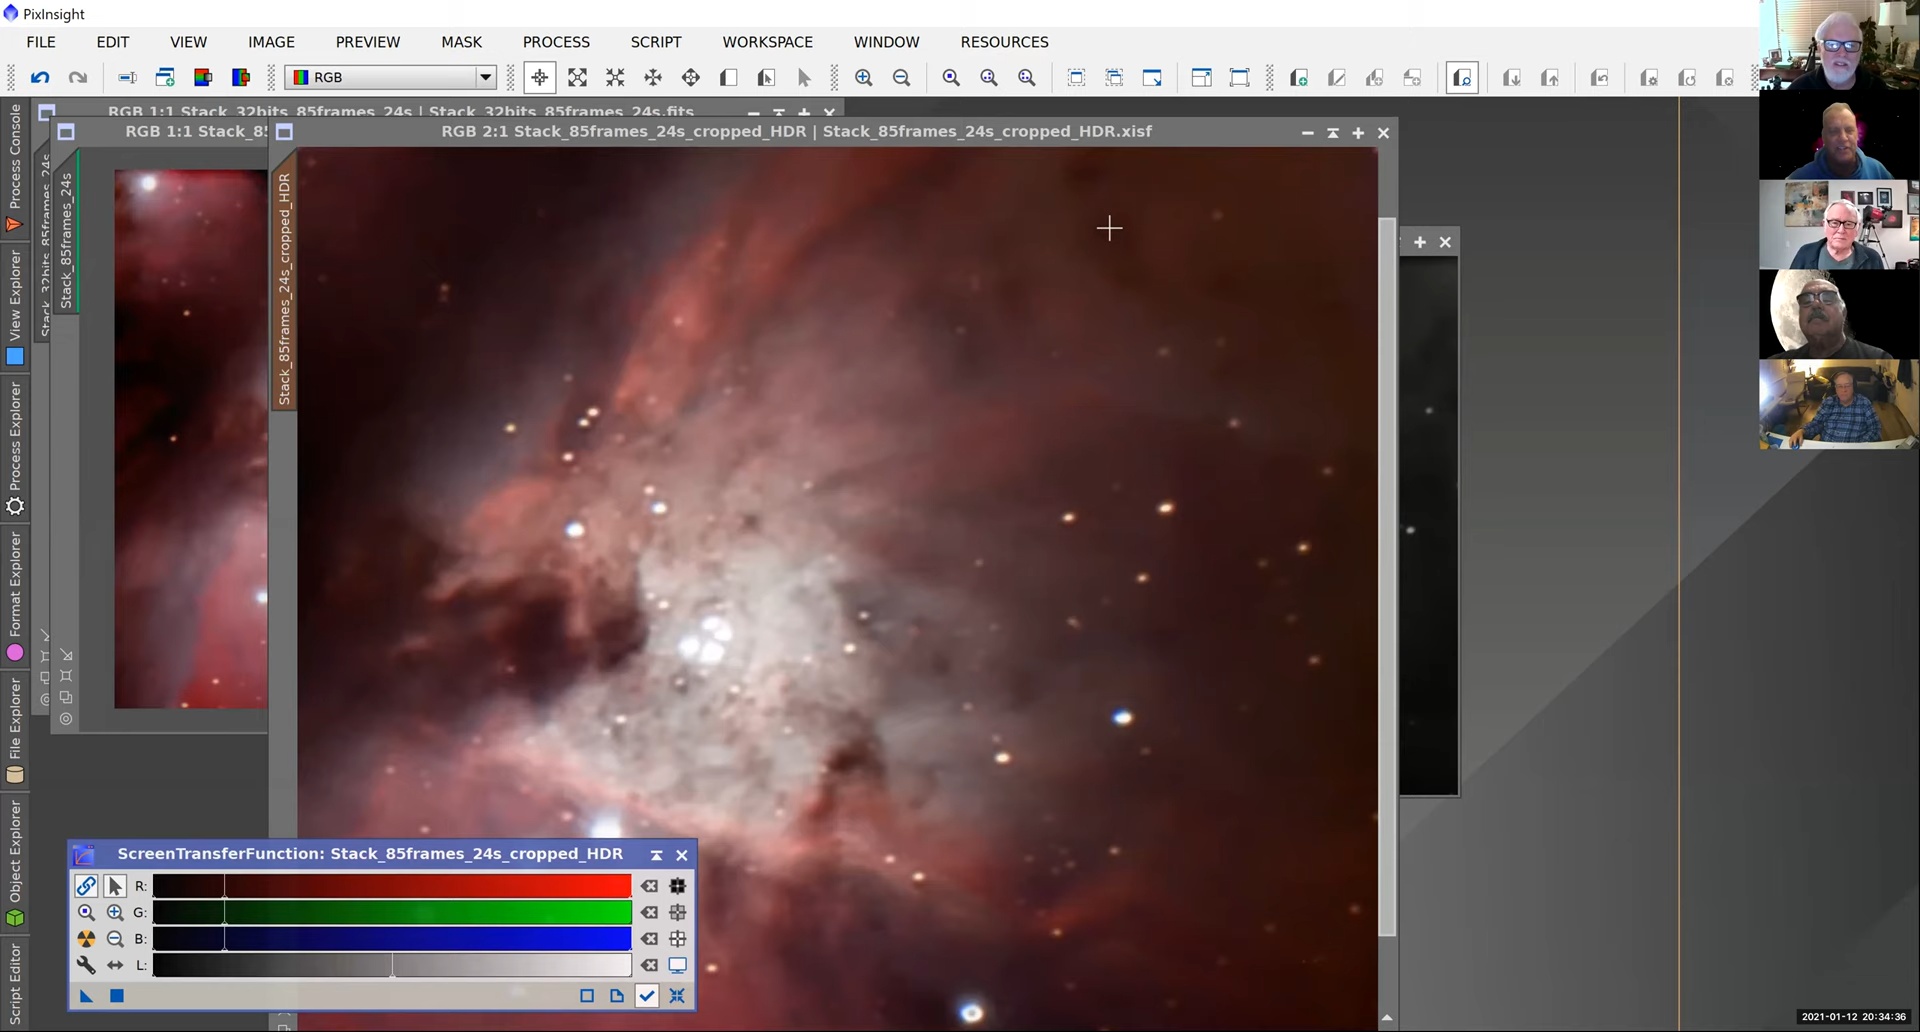 PixInsight
FILE EDIT VIEW IMAGE PREVIEW MASK PROCESS SCRIPT WORKSPACE WINDOW RESOURCES
RGB
RGB 1:1 Stack_32bits_85frames_24s | Stack_32bits_85frames_24s.fits
RGB 1:1 Stack_85
RGB 2:1 Stack_85frames_24s_cropped_HDR | Stack_85frames_24s_cropped_HDR.xisf
Process Console
View Explorer
Process Explorer
Format Explorer
File Explorer
Object Explorer
Script Editor
Stack_32bits_85frames_24s
Stack_85frames_24s
Stack_85frames_24s_cropped_HDR
ScreenTransferFunction: Stack_85frames_24s_cropped_HDR
R:
G:
B:
L:
2021-01-12 20:34:36